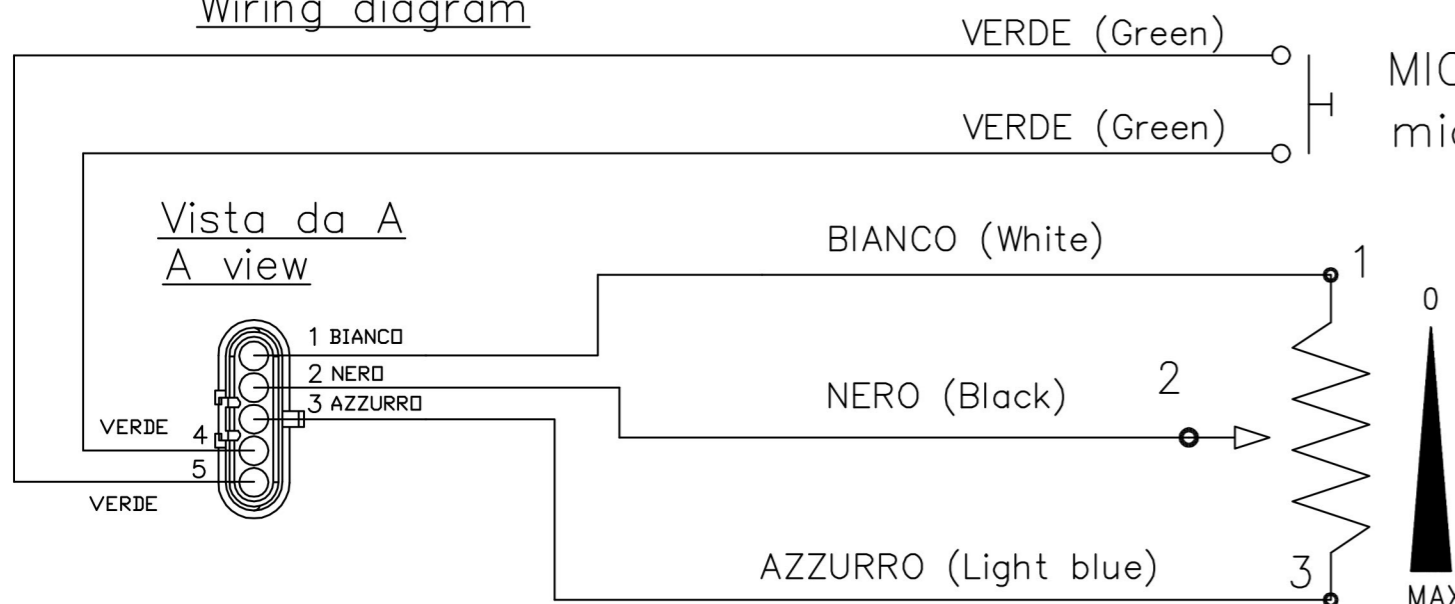 Wiring diagram
VERDE (Green)
VERDE (Green)
Vista da A
A view
BIANCO (White)
1
0
1 BIANCO
2 NERO
3 AZZURRO
NERO (Black)
2
VERDE 4
5
VERDE
AZZURRO (Light blue)
3
MAX